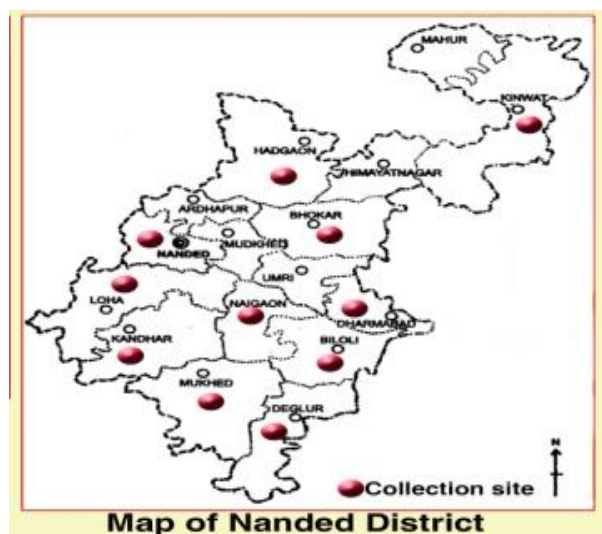 MAHUR
KINWAT
HADGAON
HIMAYATNAGAR
ARDHAPUR
BHOKAR
MUDKHED
NANDED
UMRI
LOHA
NAIGAON
DHARMABAD
KANDHAR
BILOLI
MUKHED
DEGLUR
N
Collection site
Map of Nanded District